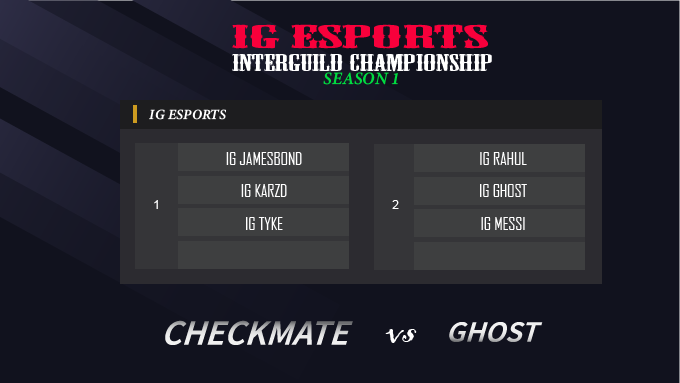 IG ESPORTS
INTERGUILD CHAMPIONSHIP
SEASON 1
IG ESPORTS
1
IG JAMESBOND
IG KARZD
IG TYKE
2
IG RAHUL
IG GHOST
IG MESSI
CHECKMATE vs GHOST